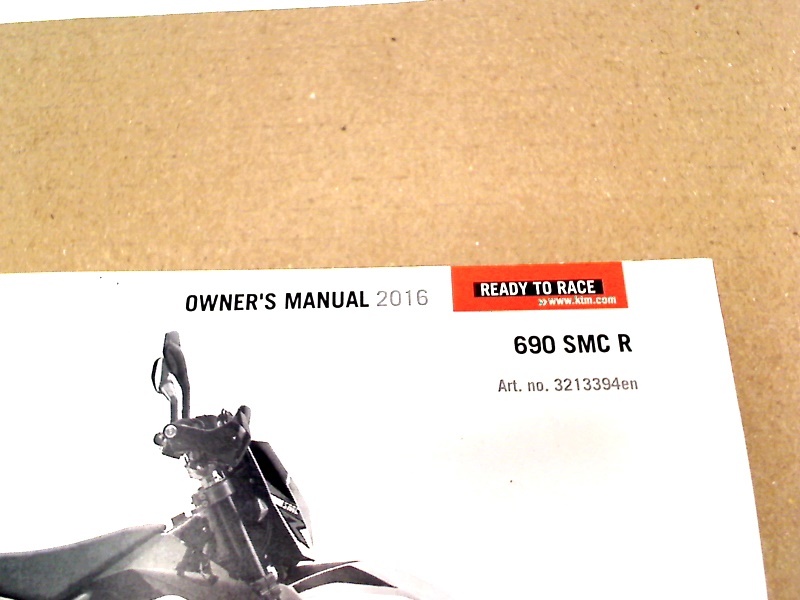 OWNER'S MANUAL 2016
READY TO RACE
»www.ktm.com
690 SMC R
Art. no. 3213394en